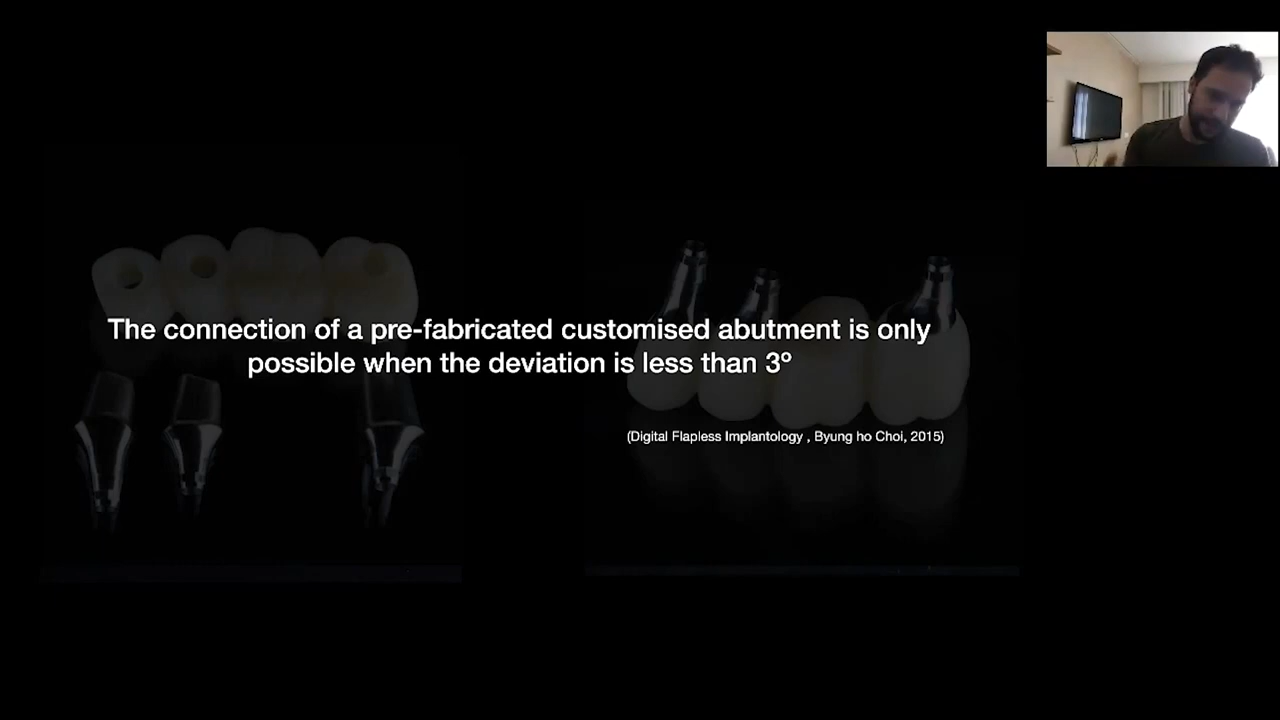 The connection of a pre-fabricated customised abutment is only
possible when the deviation is less than 3º
(Digital Flapless Implantology , Byung ho Choi, 2015)